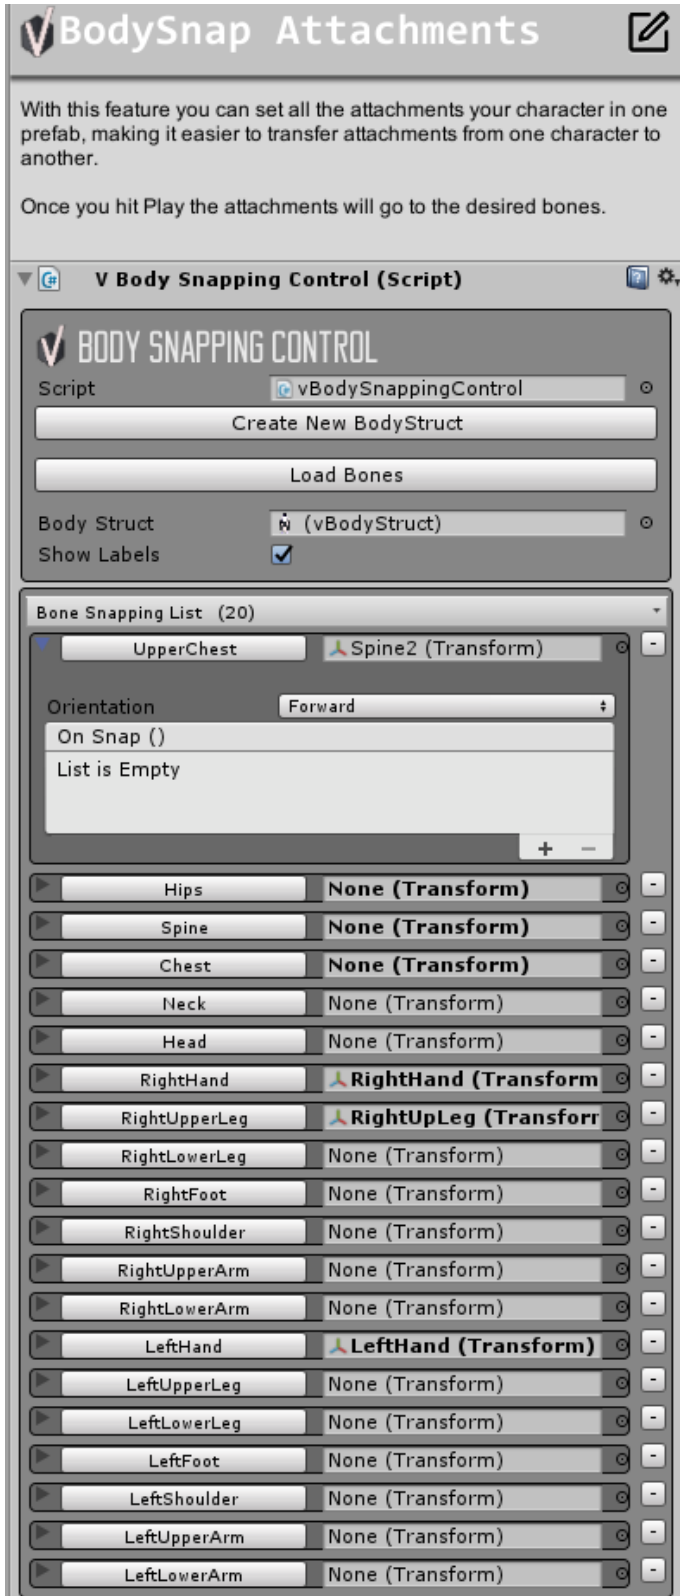 BodySnap Attachments
With this feature you can set all the attachments your character in one
prefab, making it easier to transfer attachments from one character to
another.
Once you hit Play the attachments will go to the desired bones.
V Body Snapping Control (Script)
BODY SNAPPING CONTROL
Script vBodySnappingControl
Create New BodyStruct
Load Bones
Body Struct (vBodyStruct)
Show Labels
Bone Snapping List (20)
UpperChest Spine2 (Transform) -
Orientation Forward
On Snap ()
List is Empty
+ −
Hips None (Transform) -
Spine None (Transform) -
Chest None (Transform) -
Neck None (Transform) -
Head None (Transform) -
RightHand RightHand (Transform -
RightUpperLeg RightUpLeg (Transforr -
RightLowerLeg None (Transform) -
RightFoot None (Transform) -
RightShoulder None (Transform) -
RightUpperArm None (Transform) -
RightLowerArm None (Transform) -
LeftHand LeftHand (Transform) -
LeftUpperLeg None (Transform) -
LeftLowerLeg None (Transform) -
LeftFoot None (Transform) -
LeftShoulder None (Transform) -
LeftUpperArm None (Transform) -
LeftLowerArm None (Transform) -